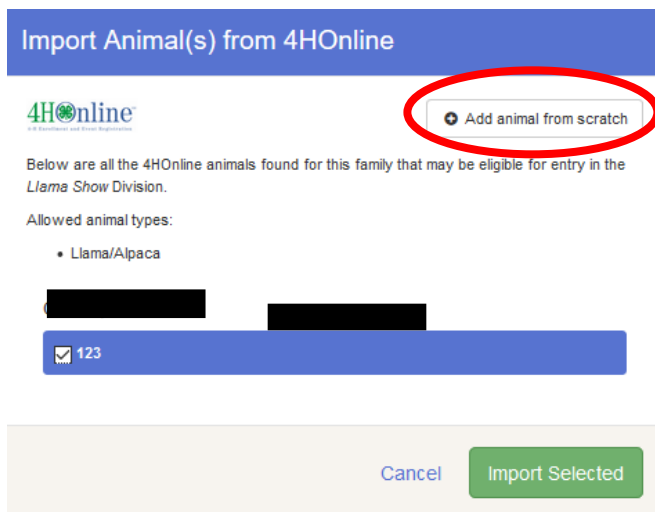 Import Animal(s) from 4HOnline
4HOnline
4-H Enrollment and Event Registration
Add animal from scratch
Below are all the 4HOnline animals found for this family that may be eligible for entry in the
Llama Show Division.
Allowed animal types:
• Llama/Alpaca
123
Cancel
Import Selected